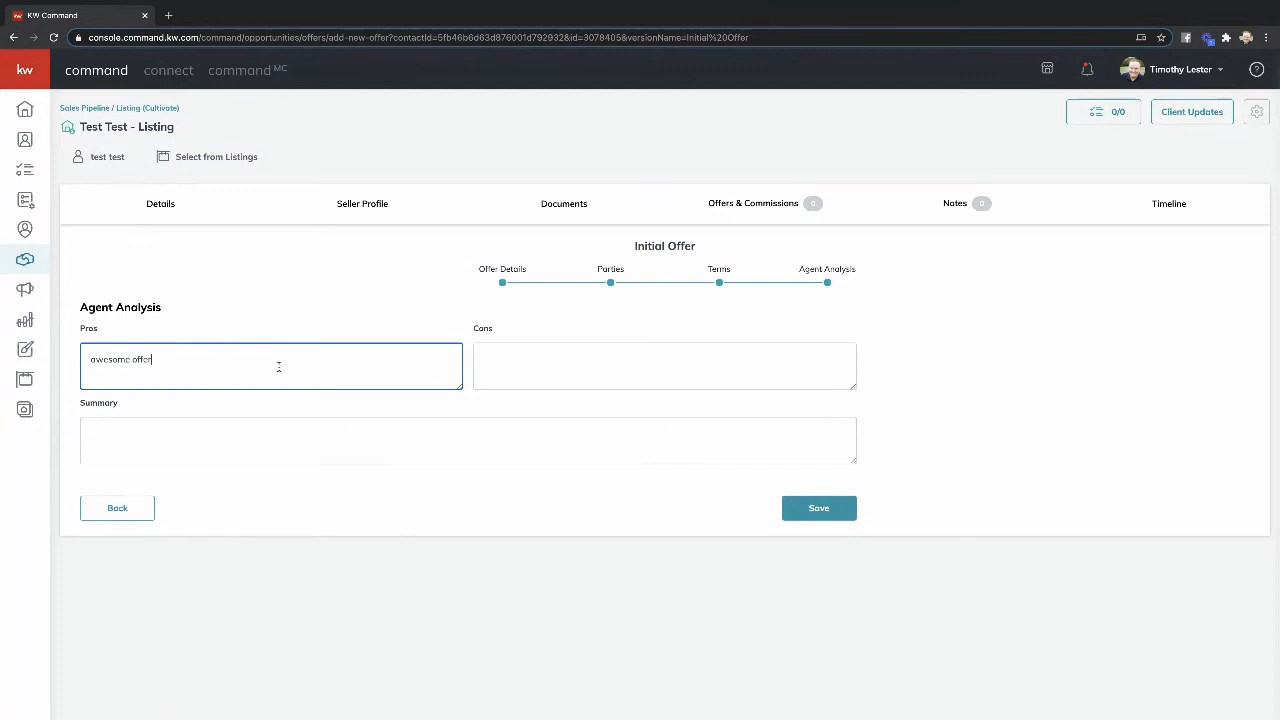 KW Command
console.command.kw.com/command/opportunities/offers/add-new-offer?contactId=5fb46b6d63d876001d792932&id=3078405&versionName=Initial%20Offer
kw command connect command MC Timothy Lester
Sales Pipeline / Listing (Cultivate)
0/0 Client Updates
Test Test - Listing
test test Select from Listings
Details Seller Profile Documents Offers & Commissions 0 Notes 0 Timeline
Initial Offer
Offer Details Parties Terms Agent Analysis
Agent Analysis
Pros Cons
awesome offer
Summary
Back Save